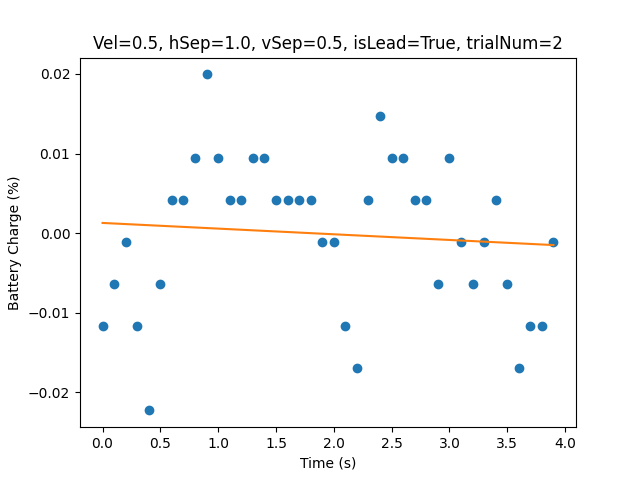 Vel=0.5, hSep=1.0, vSep=0.5, isLead=True, trialNum=2
0.02
0.01
0.00
−0.01
−0.02
Battery Charge (%)
0.0 0.5 1.0 1.5 2.0 2.5 3.0 3.5 4.0
Time (s)